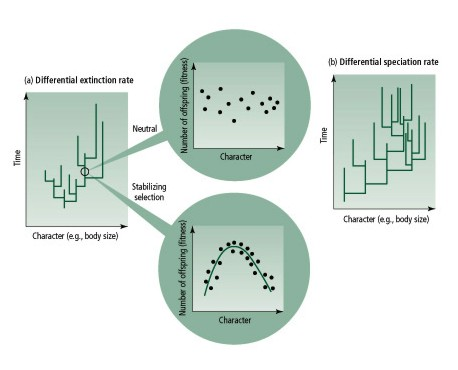 (a) Differential extinction rate
Time
Character (e.g., body size)
Neutral
Stabilizing
selection
Number of offspring (fitness)
Character
Number of offspring (fitness)
Character
(b) Differential speciation rate
Time
Character (e.g., body size)